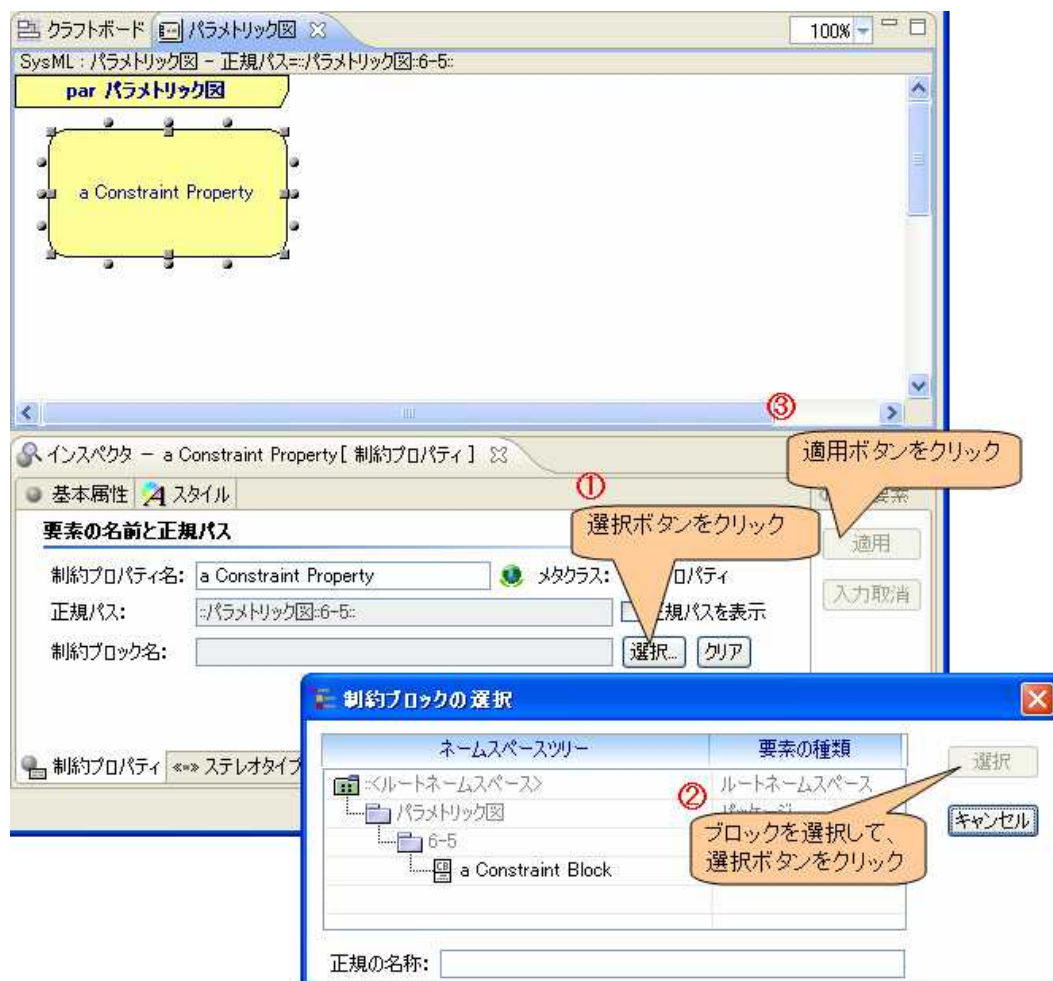 クラフトボード パラメトリック図 100%
SysML : パラメトリック図 - 正規パス=::パラメトリック図::6-5::
par パラメトリック図
a Constraint Property
③
インスペクタ - a Constraint Property[ 制約プロパティ ]
適用ボタンをクリック
基本属性 スタイル
①
要素
選択ボタンをクリック
要素の名前と正規パス
適用
制約プロパティ名: a Constraint Property メタクラス: ロパティ
入力取消
正規パス: ::パラメトリック図::6-5:: 正規パスを表示
制約ブロック名: 選択... クリア
制約ブロックの選択
制約プロパティ «=» ステレオタイプ
ネームスペースツリー 要素の種類
選択
::<ルートネームスペース> ルートネームスペース
②
パラメトリック図 パッケージ
キャンセル
6-5
ブロックを選択して、
選択ボタンをクリック
CB a Constraint Block
正規の名称: